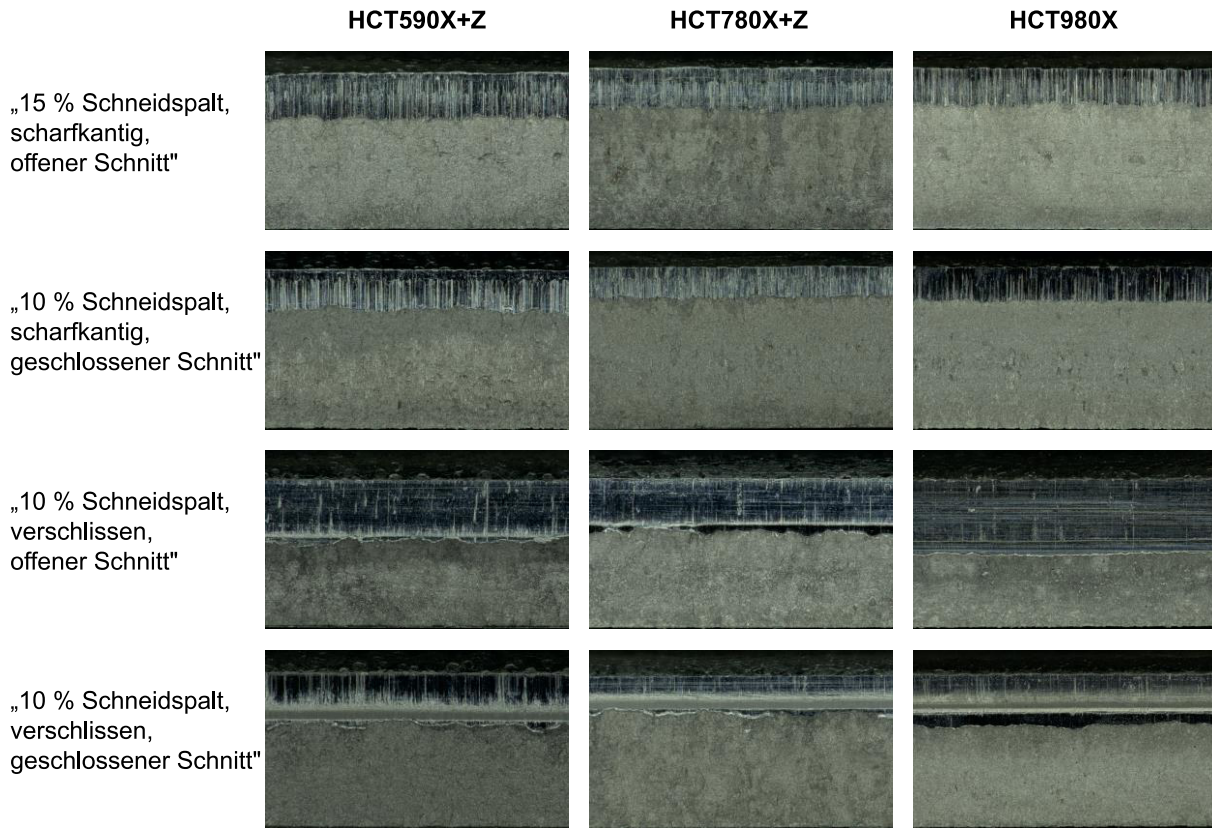 HCT590X+Z HCT780X+Z HCT980X
„15 % Schneidspalt,
scharfkantig,
offener Schnitt"
„10 % Schneidspalt,
scharfkantig,
geschlossener Schnitt"
„10 % Schneidspalt,
verschlissen,
offener Schnitt"
„10 % Schneidspalt,
verschlissen,
geschlossener Schnitt"